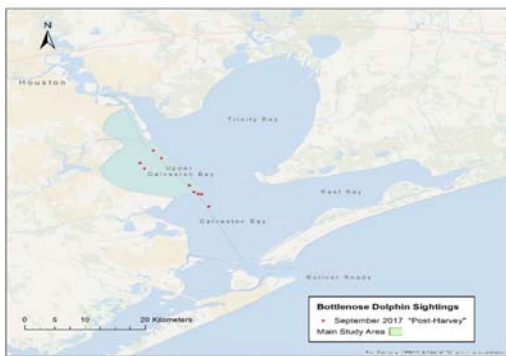 N
Houston
Trinity Bay
Upper
Galveston Bay
East Bay
Galveston Bay
Bolivar Roads
Bottlenose Dolphin Sightings
September 2017 "Post-Harvey"
Main Study Area
0 5 10 20 Kilometers